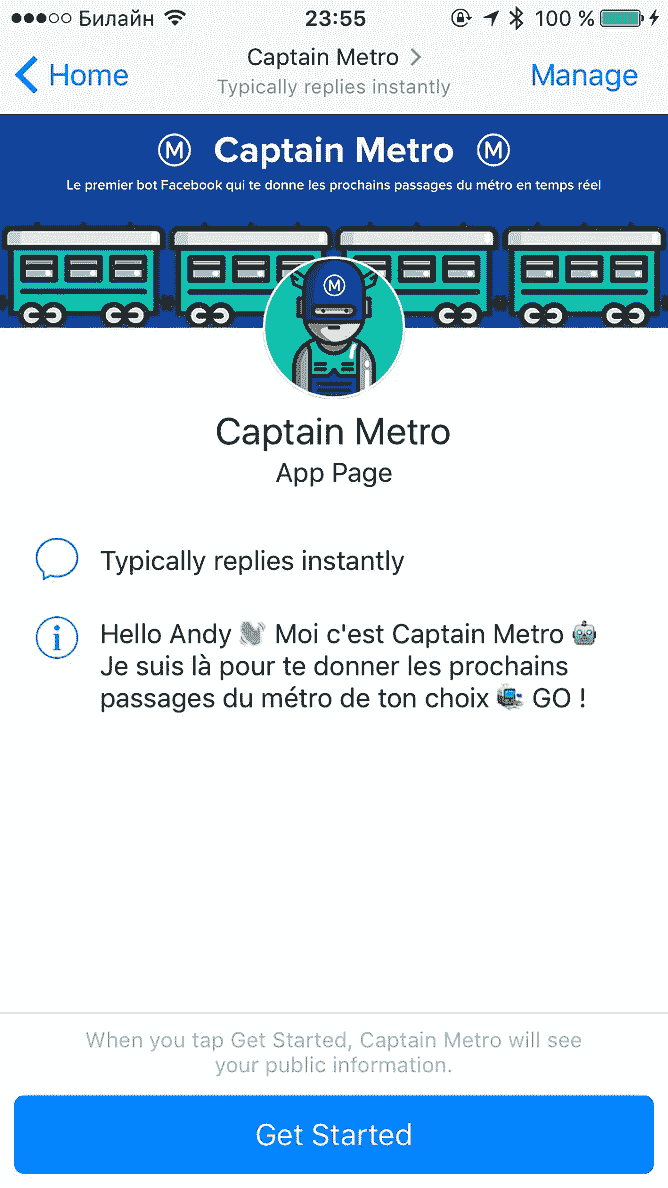 Билайн 23:55 100 %
Home Captain Metro Manage
Typically replies instantly
M Captain Metro M
Le premier bot Facebook qui te donne les prochains passages du métro en temps réel
M
Captain Metro
App Page
Typically replies instantly
Hello Andy 👋 Moi c'est Captain Metro 🤖
Je suis là pour te donner les prochains
passages du métro de ton choix 🚇 GO !
When you tap Get Started, Captain Metro will see
your public information.
Get Started